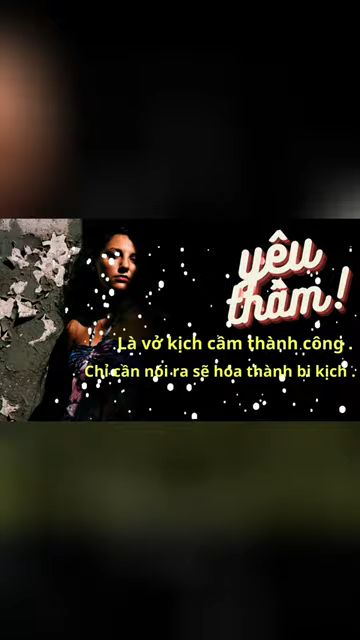 yêu
thầm!
Là vở kịch câm thành công .
Chỉ cần nói ra sẽ hóa thành bi kịch .